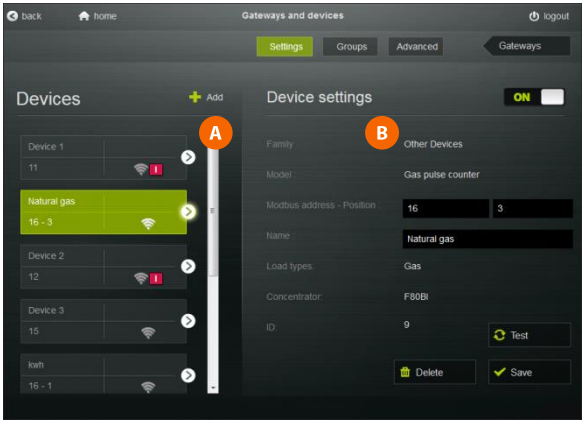 back home Gateways and devices logout
Settings Groups Advanced Gateways
Devices Add
A
Device 1
11 I
Natural gas
16 - 3
Device 2
12 I
Device 3
15
kwh
16 - 1
Device settings ON
B
Family Other Devices
Model Gas pulse counter
Modbus address - Position : 16 3
Name : Natural gas
Load types: Gas
Concentrator: F80BI
ID: 9
Test
Delete Save